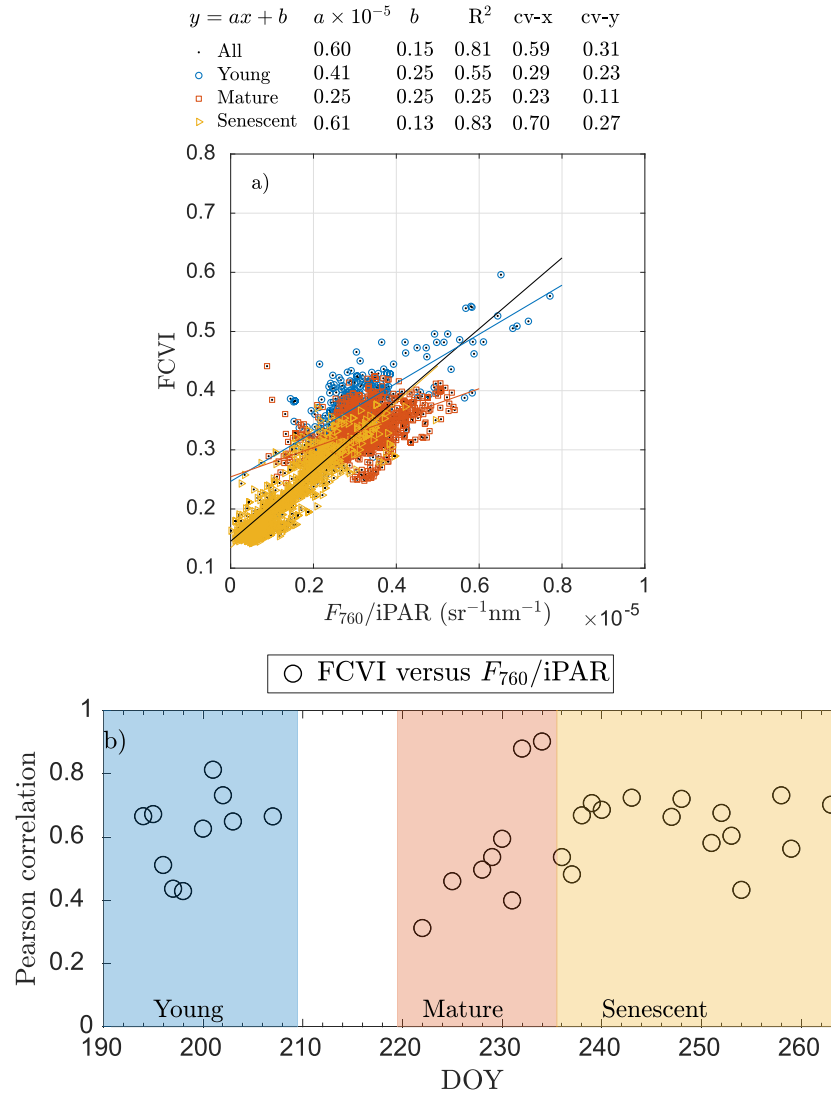 y = ax + b a × 10⁻⁵ b R² cv-x cv-y
All 0.60 0.15 0.81 0.59 0.31
Young 0.41 0.25 0.55 0.29 0.23
Mature 0.25 0.25 0.25 0.23 0.11
Senescent 0.61 0.13 0.83 0.70 0.27
a)
0.8
0.7
0.6
0.5
0.4
0.3
0.2
0.1
FCVI
0 0.2 0.4 0.6 0.8 1
F₇₆₀/iPAR (sr⁻¹nm⁻¹) ×10⁻⁵
FCVI versus F₇₆₀/iPAR
b)
1
0.8
0.6
0.4
0.2
0
Pearson correlation
Young Mature Senescent
190 200 210 220 230 240 250 260
DOY